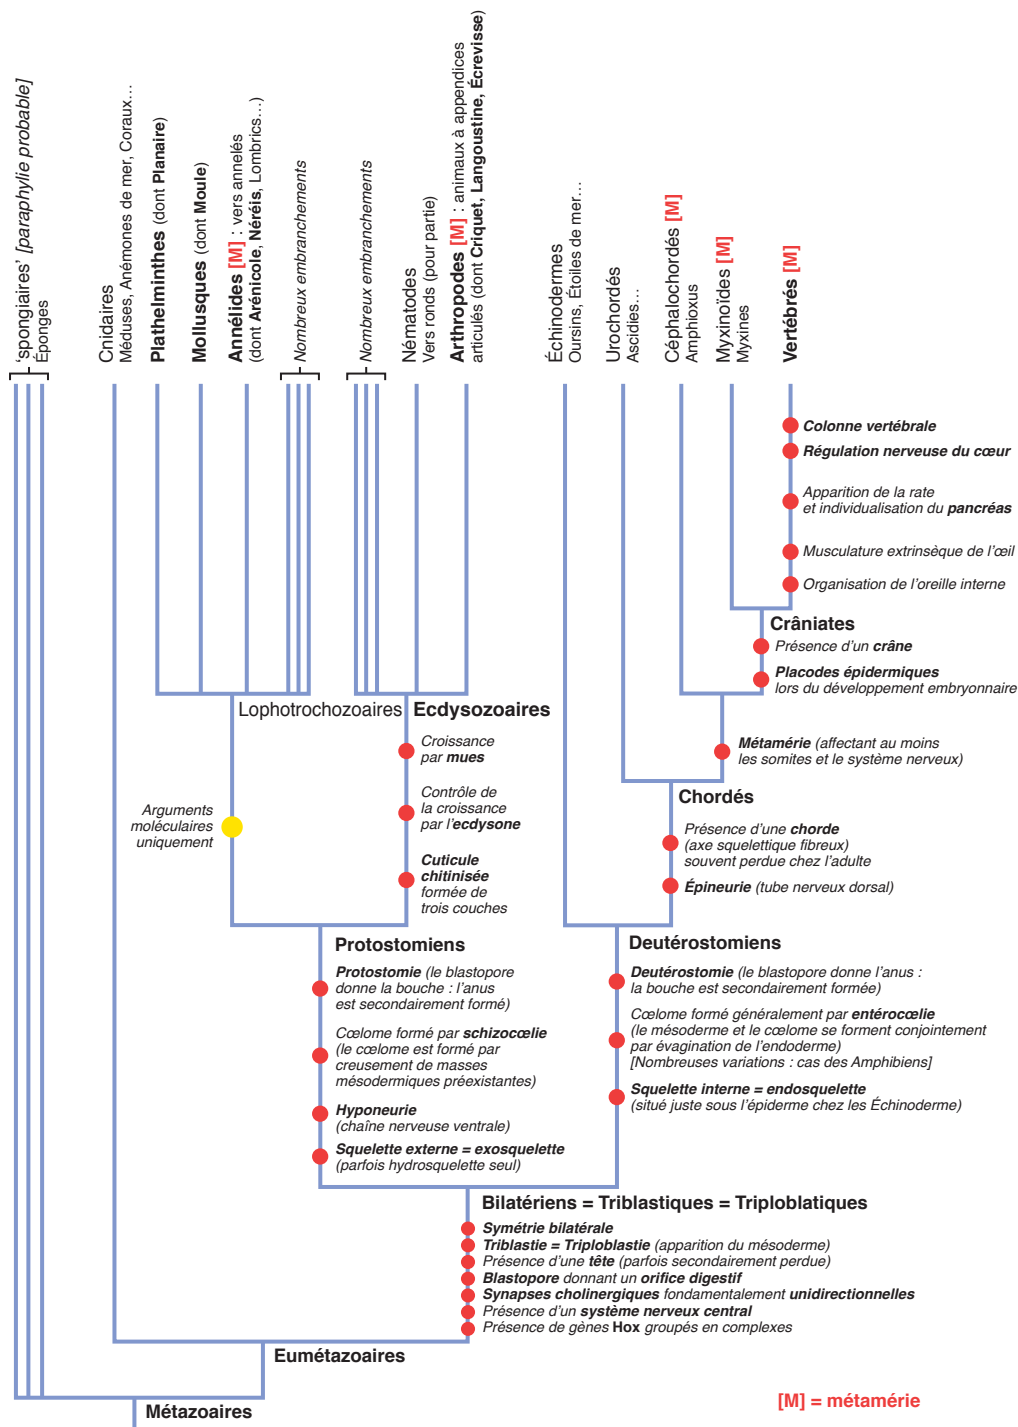 'spongiaires' [paraphylie probable]
Éponges
Cnidaires
Méduses, Anémones de mer, Coraux...
Plathelminthes (dont Planaire)
Mollusques (dont Moule)
Annélides [M] : vers annelés
(dont Arénicole, Néréis, Lombrics...)
Nombreux embranchements
Nombreux embranchements
Nématodes
Vers ronds (pour partie)
Arthropodes [M] : animaux à appendices
articulés (dont Criquet, Langoustine, Écrevisse)
Échinodermes
Oursins, Étoiles de mer...
Urochordés
Ascidies...
Céphalochordés [M]
Amphioxus
Myxinoïdes [M]
Myxines
Vertébrés [M]
Colonne vertébrale
Régulation nerveuse du cœur
Apparition de la rate
et individualisation du pancréas
Musculature extrinsèque de l'œil
Organisation de l'oreille interne
Crâniates
Présence d'un crâne
Placodes épidermiques
lors du développement embryonnaire
Métamérie (affectant au moins
les somites et le système nerveux)
Chordés
Présence d'une chorde
(axe squelettique fibreux)
souvent perdue chez l'adulte
Épineurie (tube nerveux dorsal)
Lophotrochozoaires
Arguments
moléculaires
uniquement
Ecdysozoaires
Croissance
par mues
Contrôle de
la croissance
par l'ecdysone
Cuticule
chitinisée
formée de
trois couches
Protostomiens
Protostomie (le blastopore
donne la bouche : l'anus
est secondairement formé)
Cœlome formé par schizocœlie
(le cœlome est formé par
creusement de masses
mésodermiques préexistantes)
Hyponeurie
(chaîne nerveuse ventrale)
Squelette externe = exosquelette
(parfois hydrosquelette seul)
Deutérostomiens
Deutérostomie (le blastopore donne l'anus :
la bouche est secondairement formée)
Cœlome formé généralement par entérocœlie
(le mésoderme et le cœlome se forment conjointement
par évagination de l'endoderme)
[Nombreuses variations : cas des Amphibiens]
Squelette interne = endosquelette
(situé juste sous l'épiderme chez les Échinoderme)
Bilatériens = Triblastiques = Triploblatiques
Symétrie bilatérale
Triblastie = Triploblastie (apparition du mésoderme)
Présence d'une tête (parfois secondairement perdue)
Blastopore donnant un orifice digestif
Synapses cholinergiques fondamentalement unidirectionnelles
Présence d'un système nerveux central
Présence de gènes Hox groupés en complexes
Eumétazoaires
Métazoaires
[M] = métamérie